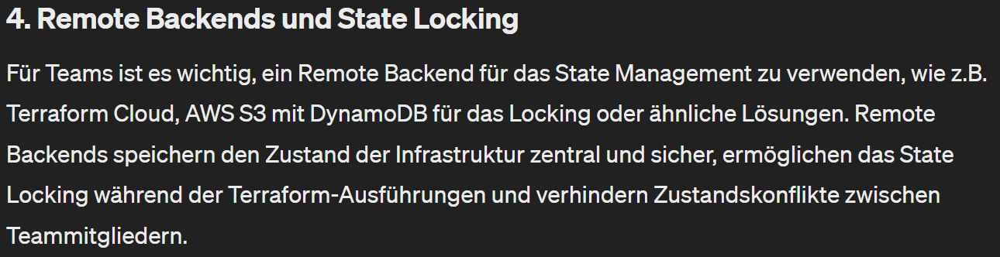 4. Remote Backends und State Locking
Für Teams ist es wichtig, ein Remote Backend für das State Management zu verwenden, wie z.B.
Terraform Cloud, AWS S3 mit DynamoDB für das Locking oder ähnliche Lösungen. Remote
Backends speichern den Zustand der Infrastruktur zentral und sicher, ermöglichen das State
Locking während der Terraform-Ausführungen und verhindern Zustandskonflikte zwischen
Teammitgliedern.